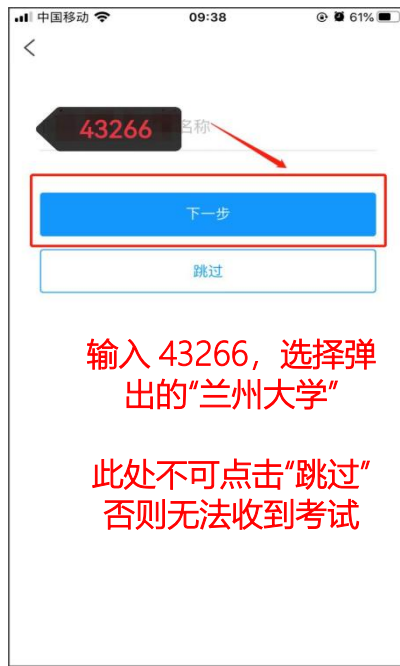 中国移动 09:38 61%
43266 名称
下一步
跳过
输入 43266，选择弹
出的“兰州大学”
此处不可点击“跳过”
否则无法收到考试